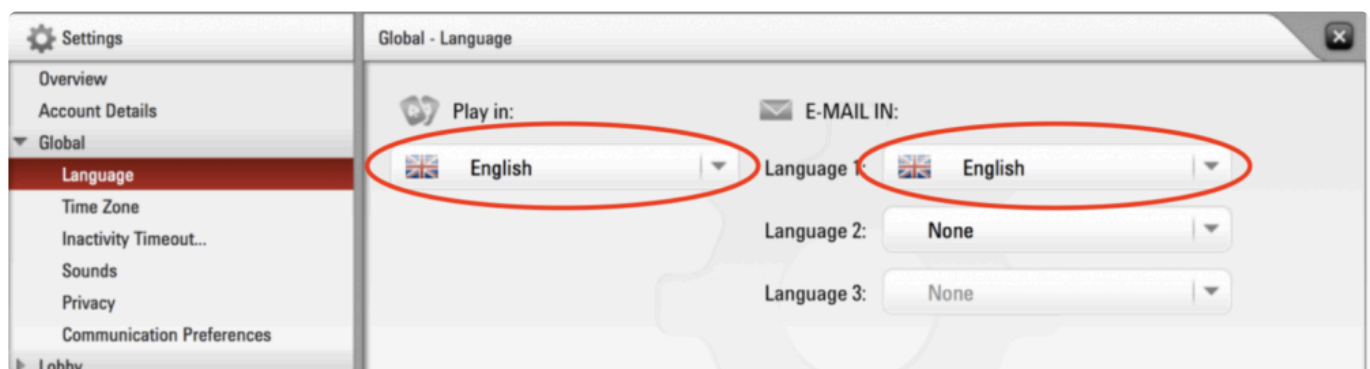 Settings
Global - Language
Overview
Account Details
Global
Language
Time Zone
Inactivity Timeout...
Sounds
Privacy
Communication Preferences
Lobby
Play in:
English
E-MAIL IN:
Language 1:
English
Language 2:
None
Language 3:
None